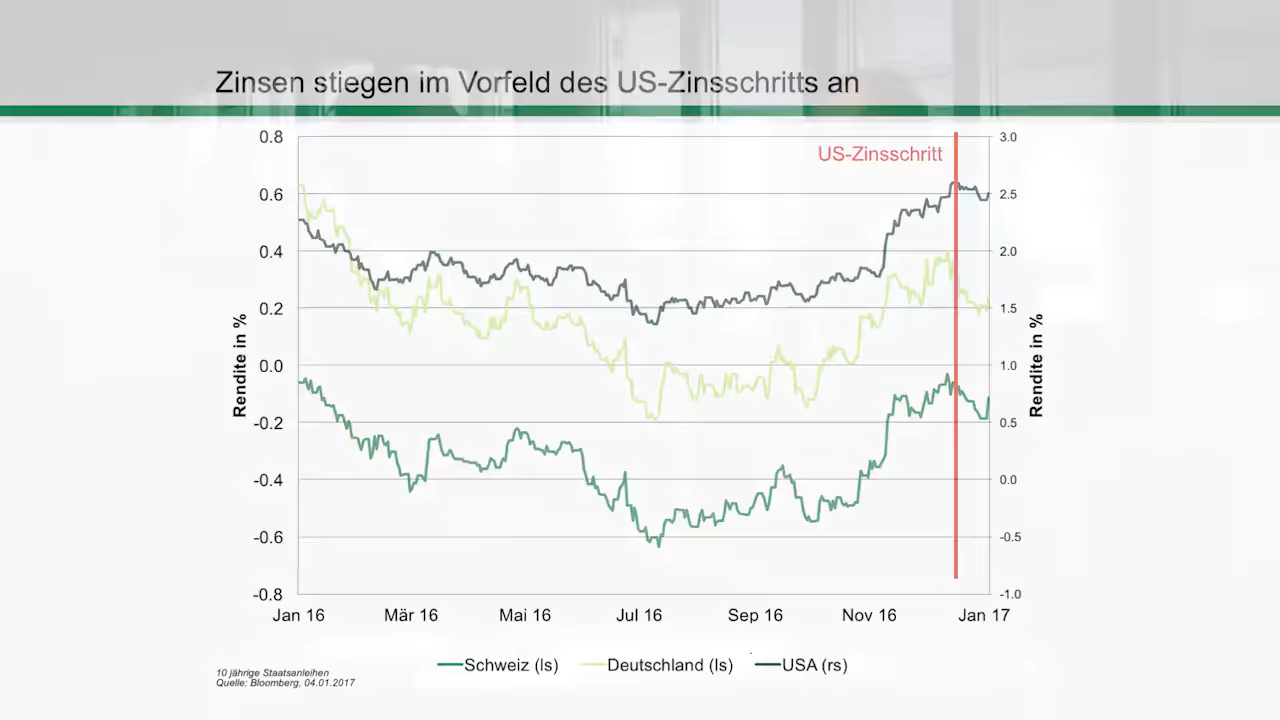 Zinsen stiegen im Vorfeld des US-Zinsschritts an
0.8
0.6
0.4
0.2
0.0
-0.2
-0.4
-0.6
-0.8
Rendite in %
US-Zinsschritt
3.0
2.5
2.0
1.5
1.0
0.5
0.0
-0.5
-1.0
Rendite in %
Jan 16 Mär 16 Mai 16 Jul 16 Sep 16 Nov 16 Jan 17
Schweiz (ls) Deutschland (ls) USA (rs)
10 jährige Staatsanleihen
Quelle: Bloomberg, 04.01.2017